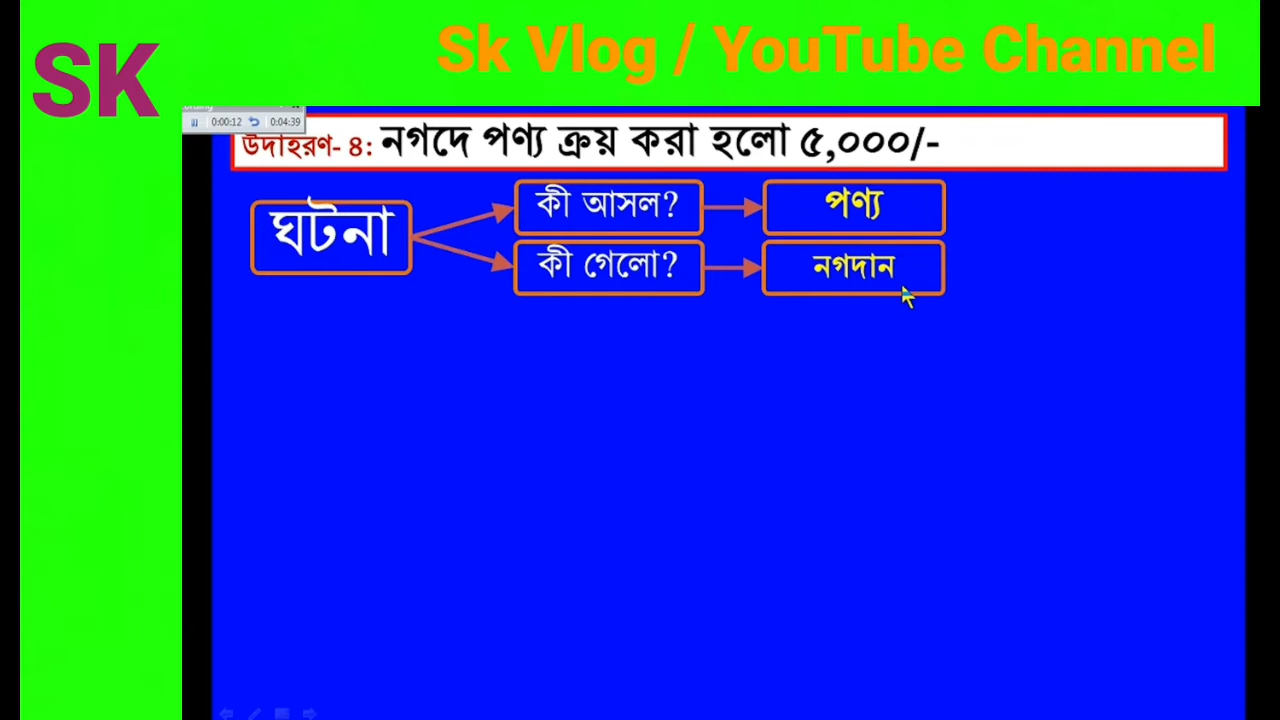 SK
Sk Vlog / YouTube Channel
0:00:12 0:04:39
উদাহরণ- ৪: নগদে পণ্য ক্রয় করা হলো ৫,০০০/-
ঘটনা
কী আসল? পণ্য
কী গেলো? নগদান